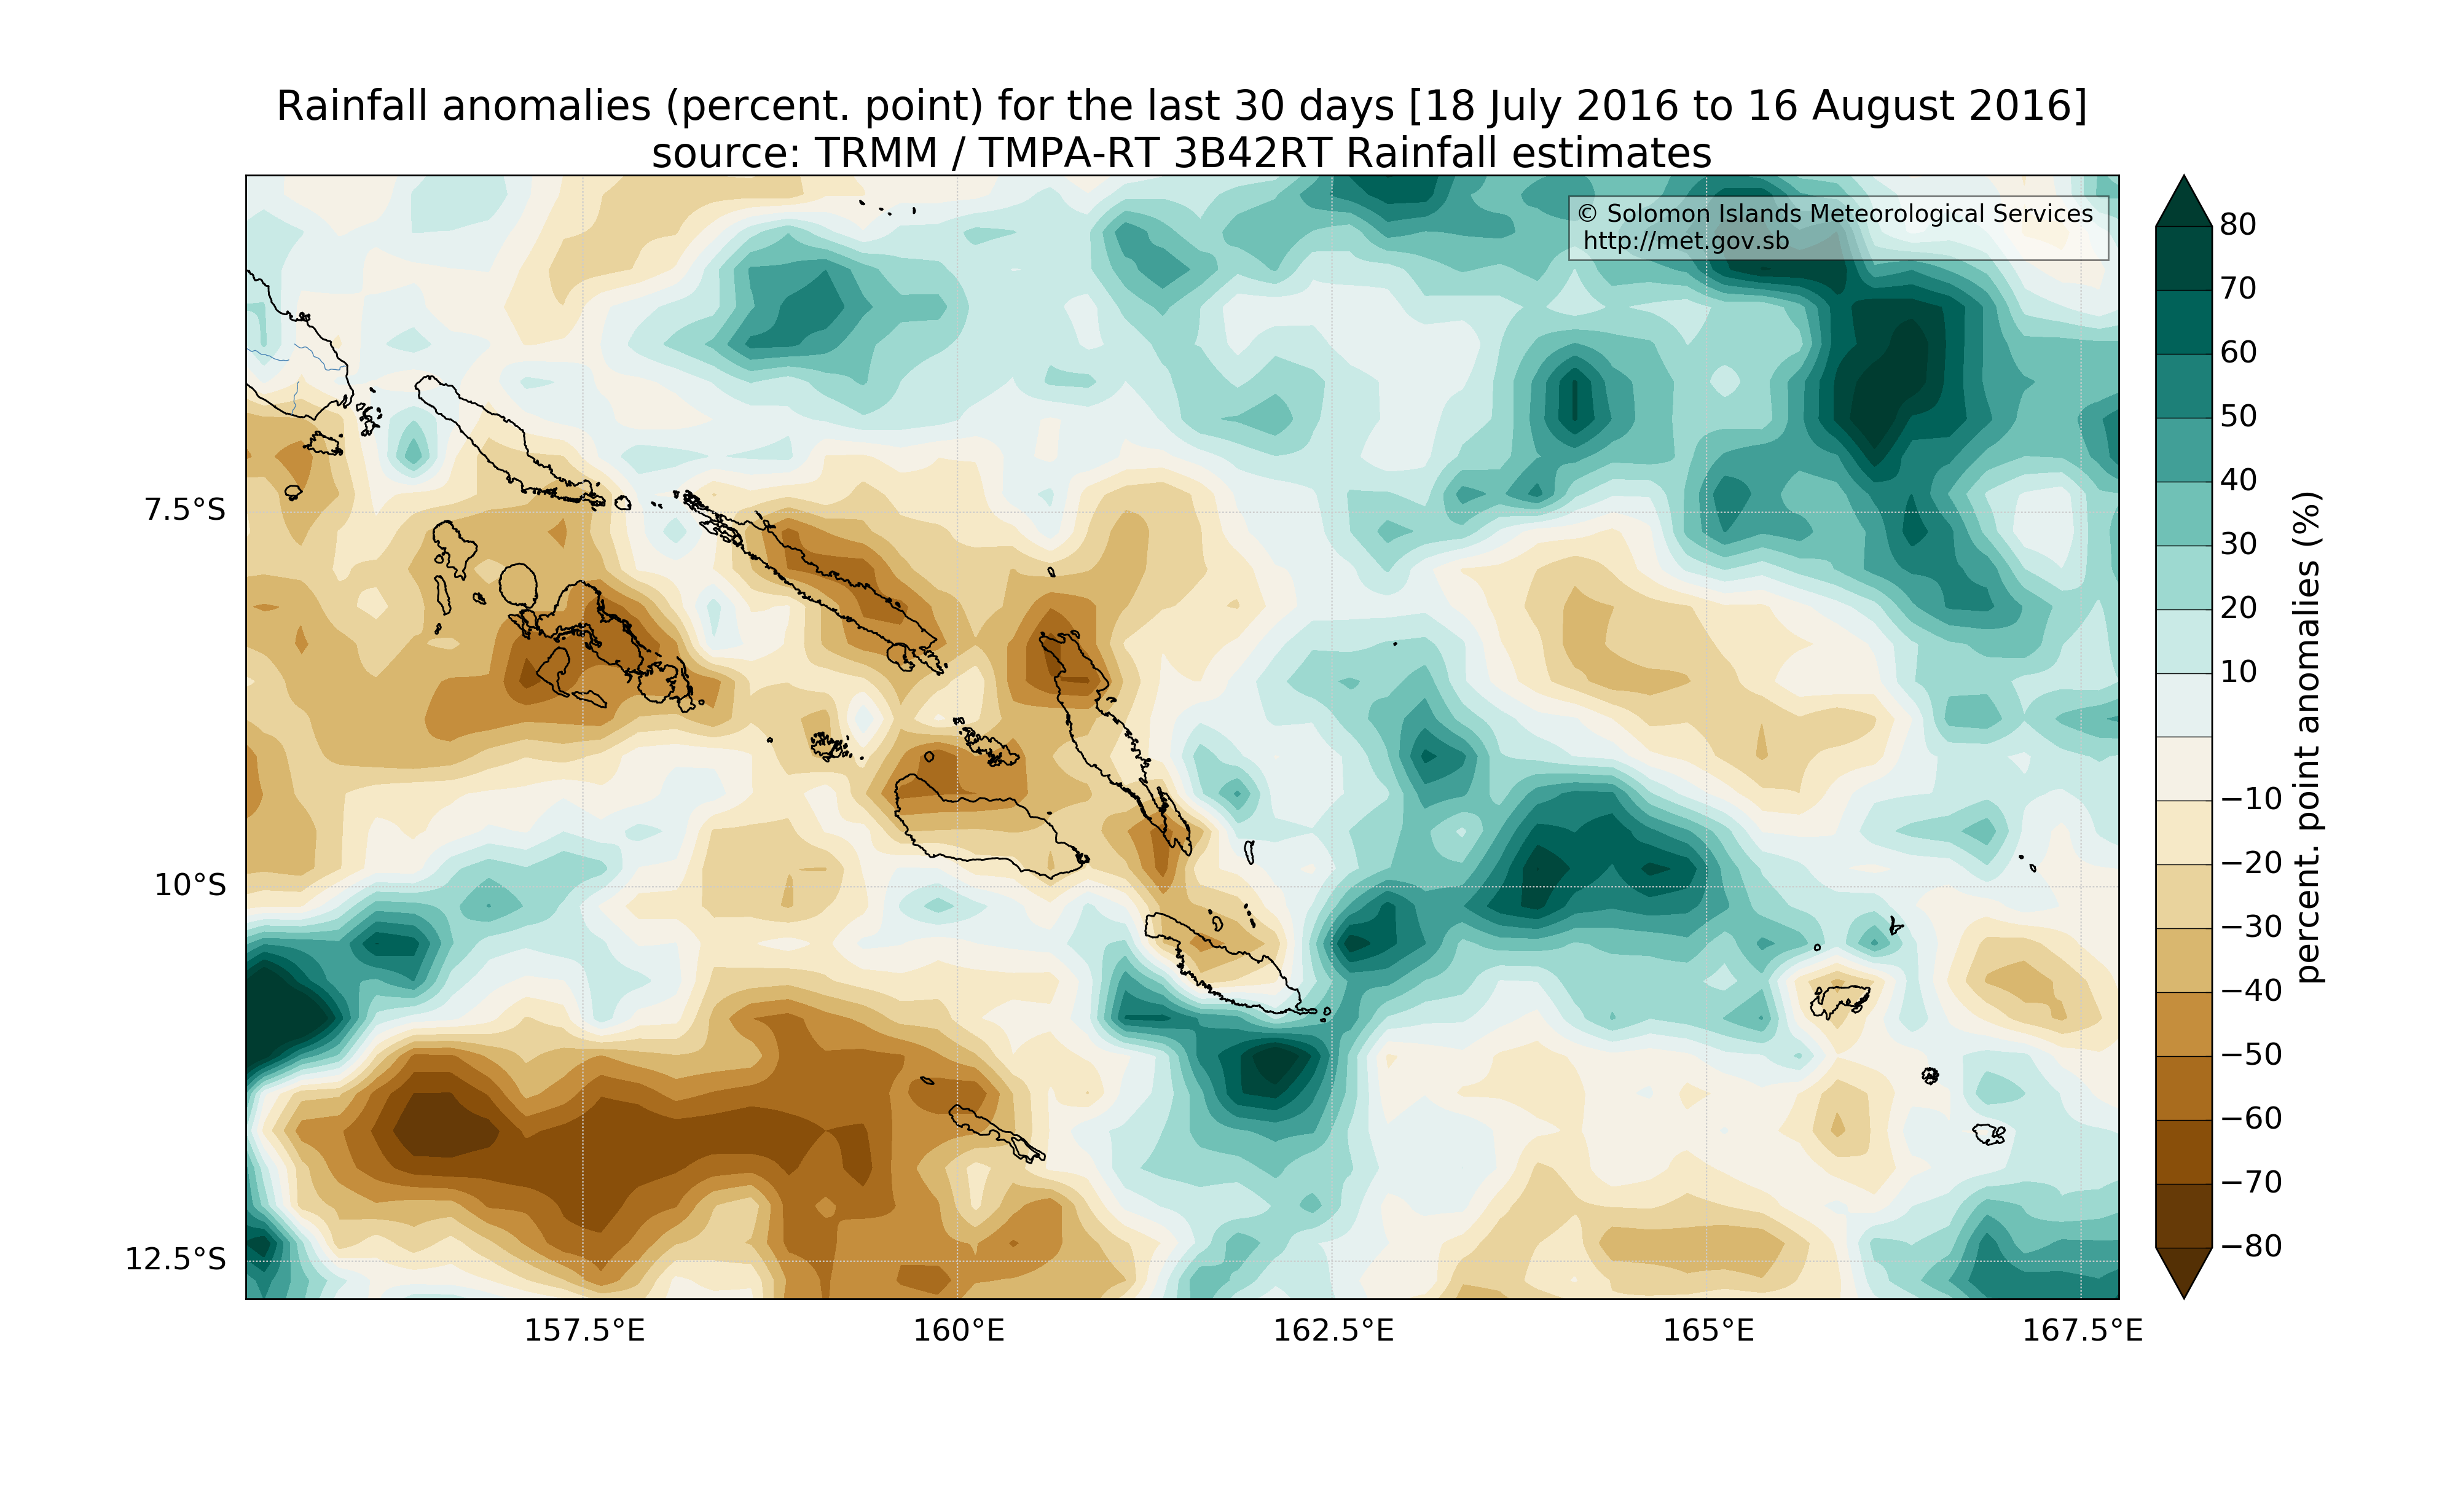 Rainfall anomalies (percent. point) for the last 30 days [18 July 2016 to 16 August 2016]
source: TRMM / TMPA-RT 3B42RT Rainfall estimates
© Solomon Islands Meteorological Services
http://met.gov.sb
7.5°S
10°S
12.5°S
157.5°E
160°E
162.5°E
165°E
167.5°E
80
70
60
50
40
30
20
10
−10
−20
−30
−40
−50
−60
−70
−80
percent. point anomalies (%)